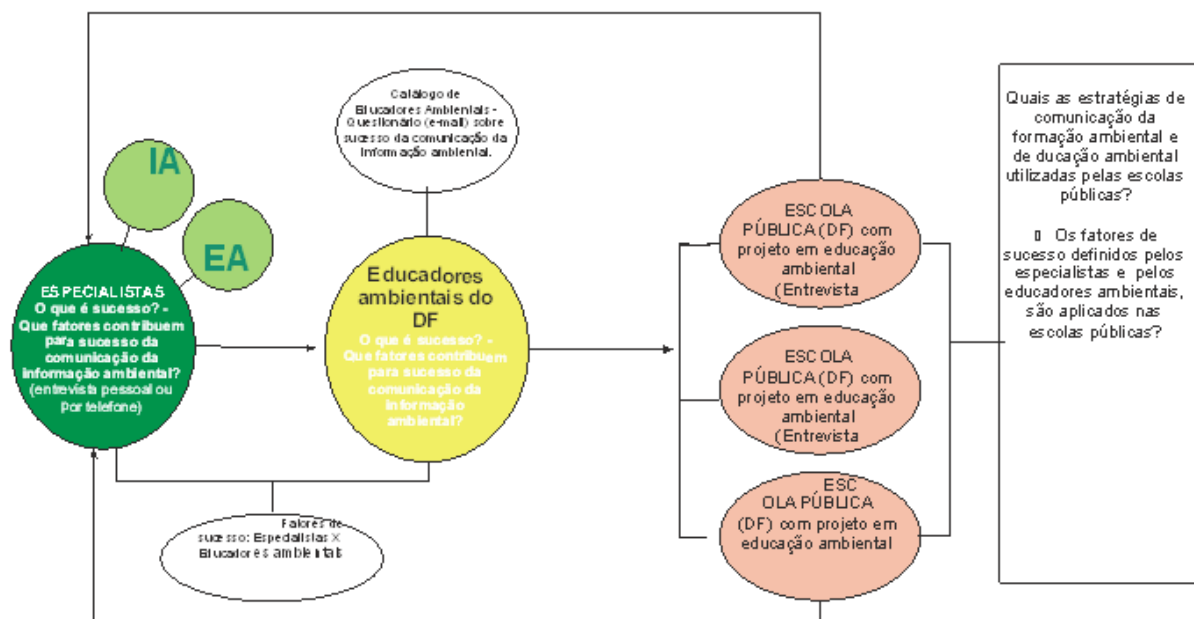 Catálogo de
Educadores Ambientais -
Questionário (e-mail) sobre
sucesso da comunicação da
informação ambiental.
IA
EA
ESPECIALISTAS
O que é sucesso? -
Que fatores contribuem
para sucesso da
comunicação da
informação ambiental?
(entrevista pessoal ou
por telefone)
Educadores
ambientais do
DF
O que é sucesso? -
Que fatores contribuem
para sucesso da
comunicação da
informação
ambiental?
Fatores de
sucesso: Especialistas X
Educadores ambientais
ESCOLA
PÚBLICA (DF) com
projeto em educação
ambiental
(Entrevista
ESCOLA
PÚBLICA (DF) com
projeto em educação
ambiental
(Entrevista
ESC
OLA PÚBLICA
(DF) com projeto em
educação ambiental
Quais as estratégias de
comunicação da
formação ambiental e
de ducação ambiental
utilizadas pelas escolas
públicas?
▯ Os fatores de
sucesso definidos pelos
especialistas e pelos
educadores ambientais,
são aplicados nas
escolas públicas?